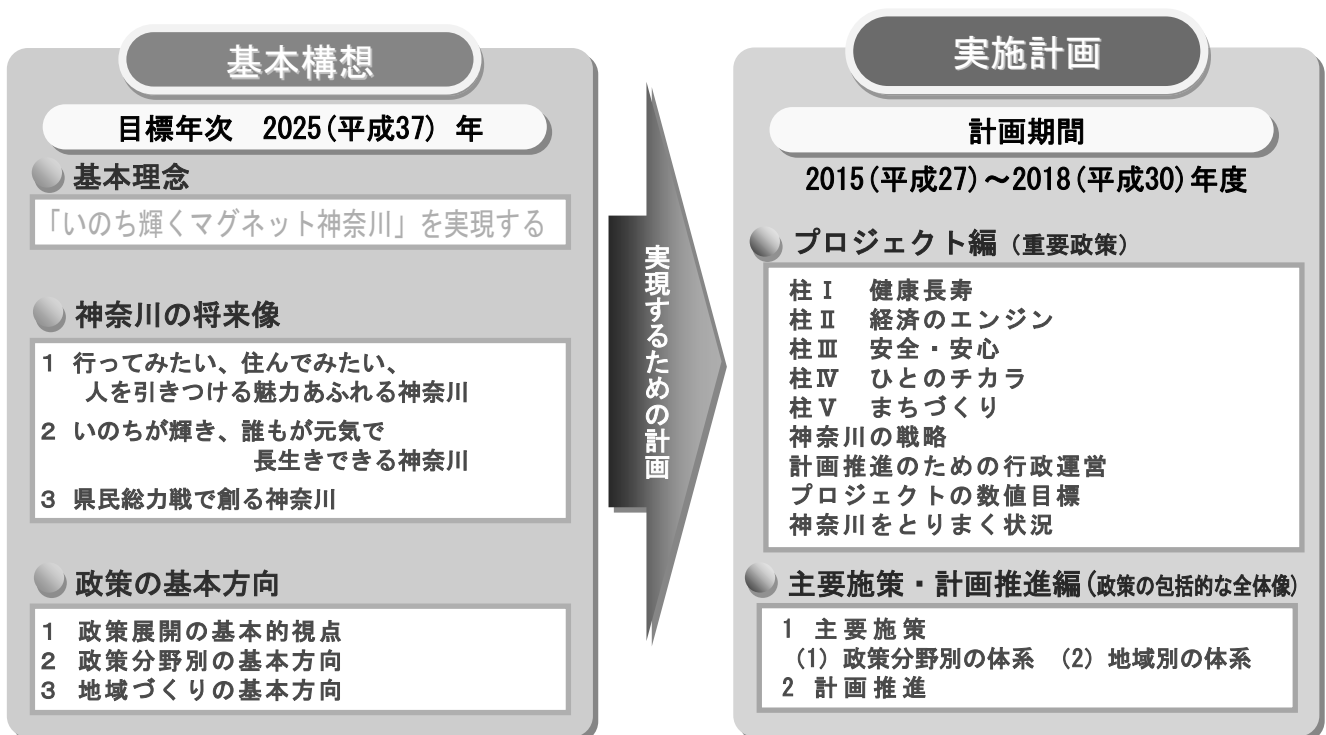 基本構想
目標年次　2025(平成37) 年
基本理念
「いのち輝くマグネット神奈川」を実現する
神奈川の将来像
1 行ってみたい、住んでみたい、
人を引きつける魅力あふれる神奈川
2 いのちが輝き、誰もが元気で
長生きできる神奈川
3 県民総力戦で創る神奈川
政策の基本方向
1 政策展開の基本的視点
2 政策分野別の基本方向
3 地域づくりの基本方向
実現するための計画
実施計画
計画期間
2015(平成27)～2018(平成30)年度
プロジェクト編（重要政策）
柱Ⅰ　健康長寿
柱Ⅱ　経済のエンジン
柱Ⅲ　安全・安心
柱Ⅳ　ひとのチカラ
柱Ⅴ　まちづくり
神奈川の戦略
計画推進のための行政運営
プロジェクトの数値目標
神奈川をとりまく状況
主要施策・計画推進編(政策の包括的な全体像)
1 主要施策
(1) 政策分野別の体系　(2) 地域別の体系
2 計画推進